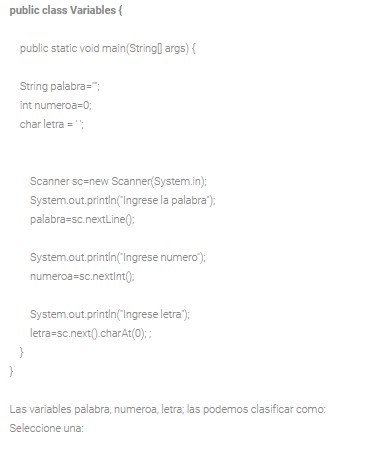 public class Variables {
public static void main(String[] args) {
String palabra="";
int numeroa=0;
char letra = ' ';
Scanner sc=new Scanner(System.in);
System.out.println("Ingrese la palabra");
palabra=sc.nextLine();
System.out.println("Ingrese numero");
numeroa=sc.nextInt();
System.out.println("Ingrese letra");
letra=sc.next().charAt(0); ;
}
}
Las variables palabra, numeroa, letra; las podemos clasificar como:
Seleccione una: